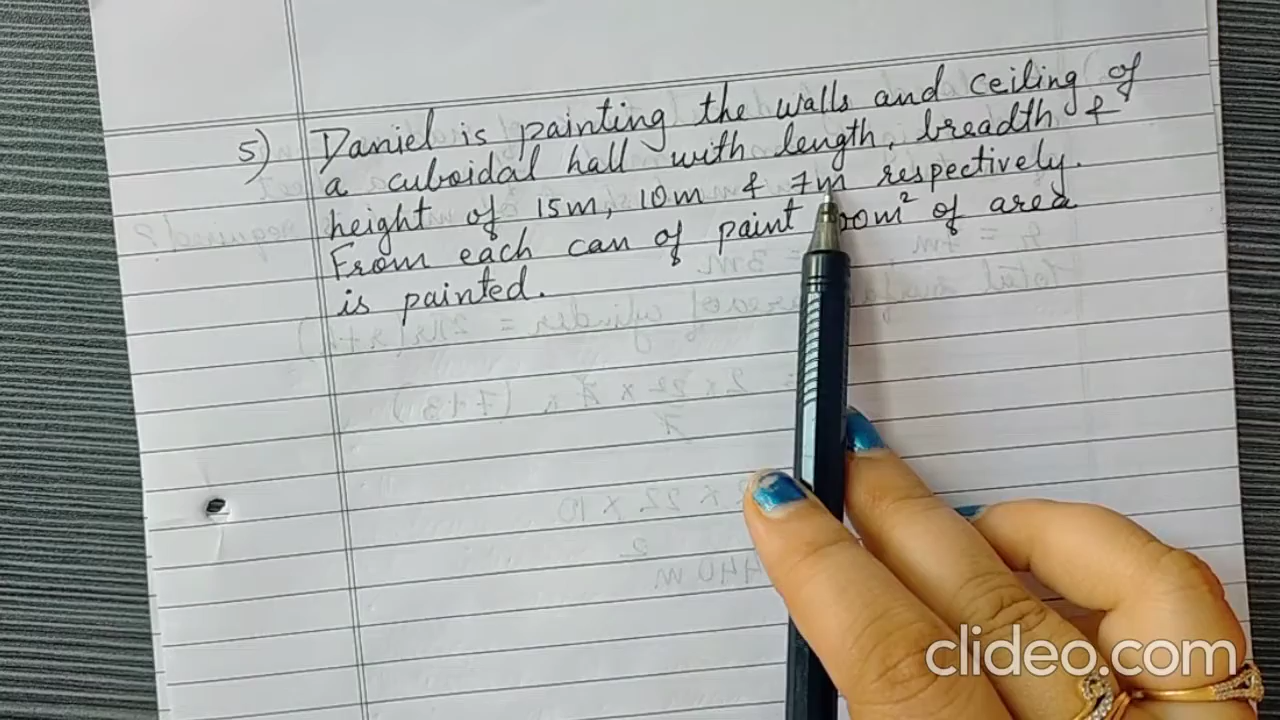 5) Daniel is painting the walls and ceiling of
a cuboidal hall with length, breadth &
height of 15m, 10m & 7m respectively.
From each can of paint 00m² of area
is painted.
clideo.com